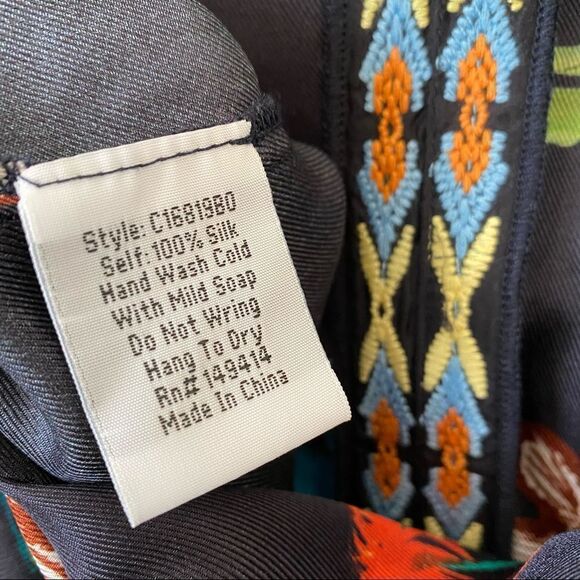 Style: C16819B0
Self: 100% Silk
Hand Wash Cold
With Mild Soap
Do Not Wring
Hang To Dry
Rn# 149414
Made In China